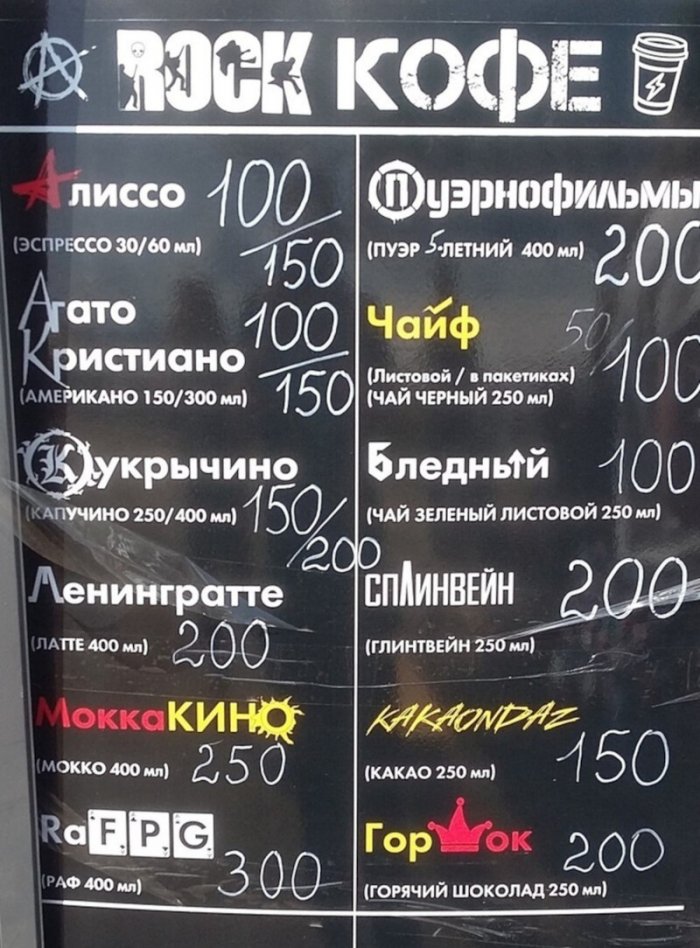 ROCK КОФЕ
Алиссо 100/150
(ЭСПРЕССО 30/60 мл)
Агато 100/150
Кристиано
(АМЕРИКАНО 150/300 мл)
Кукрычино
(КАПУЧИНО 250/400 мл) 150/200
Ленинградтте
(ЛАТТЕ 400 мл) 200
МоккаКИНО
(МОККО 400 мл) 250
RaFPG
(РАФ 400 мл) 300
Пуэрнофильмы
(ПУЭР 5-ЛЕТНИЙ 400 мл) 200
Чайф 50/100
(Листовой / в пакетиках)
(ЧАЙ ЧЕРНЫЙ 250 мл)
Бледный 100
(ЧАЙ ЗЕЛЕНЫЙ ЛИСТОВОЙ 250 мл)
СПЛИНВЕЙН 200
(ГЛИНТВЕЙН 250 мл)
KAKAONDAZ
(КАКАО 250 мл) 150
ГорШок 200
(ГОРЯЧИЙ ШОКОЛАД 250 мл)